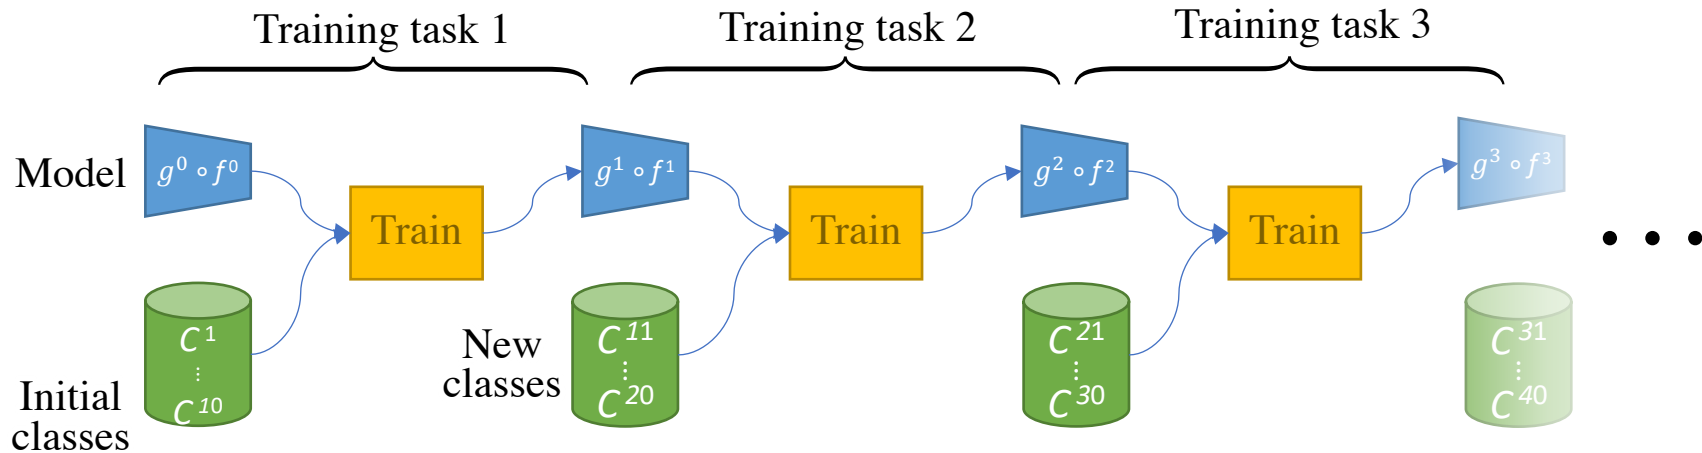 Training task 1
Training task 2
Training task 3
Model
g⁰ ∘ f⁰
g¹ ∘ f¹
g² ∘ f²
g³ ∘ f³
Train
Train
Train
Initial
classes
C¹
⋮
C¹⁰
New
classes
C¹¹
⋮
C²⁰
C²¹
⋮
C³⁰
C³¹
⋮
C⁴⁰
• • •